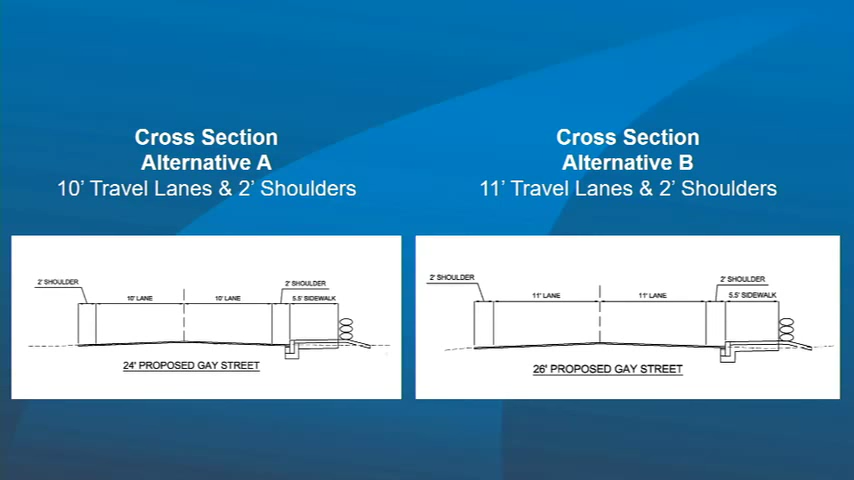 Cross Section
Alternative A
10’ Travel Lanes & 2’ Shoulders
Cross Section
Alternative B
11’ Travel Lanes & 2’ Shoulders
2' SHOULDER
2' SHOULDER
10' LANE
10' LANE
5.5' SIDEWALK
24' PROPOSED GAY STREET
2' SHOULDER
2' SHOULDER
11' LANE
11' LANE
5.5' SIDEWALK
26' PROPOSED GAY STREET